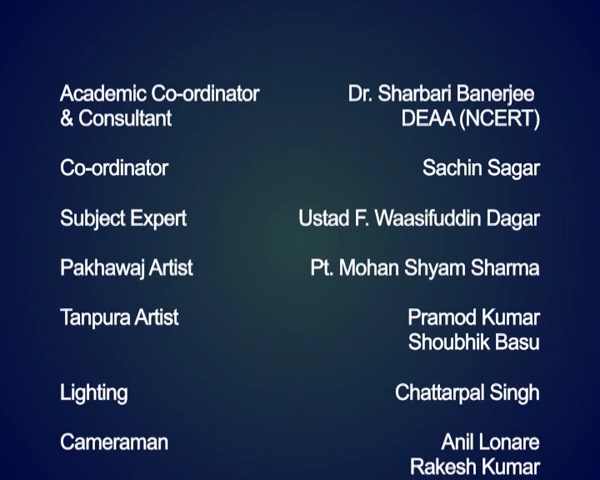 Academic Co-ordinator Dr. Sharbari Banerjee
& Consultant DEAA (NCERT)
Co-ordinator Sachin Sagar
Subject Expert Ustad F. Waasifuddin Dagar
Pakhawaj Artist Pt. Mohan Shyam Sharma
Tanpura Artist Pramod Kumar
Shoubhik Basu
Lighting Chattarpal Singh
Cameraman Anil Lonare
Rakesh Kumar